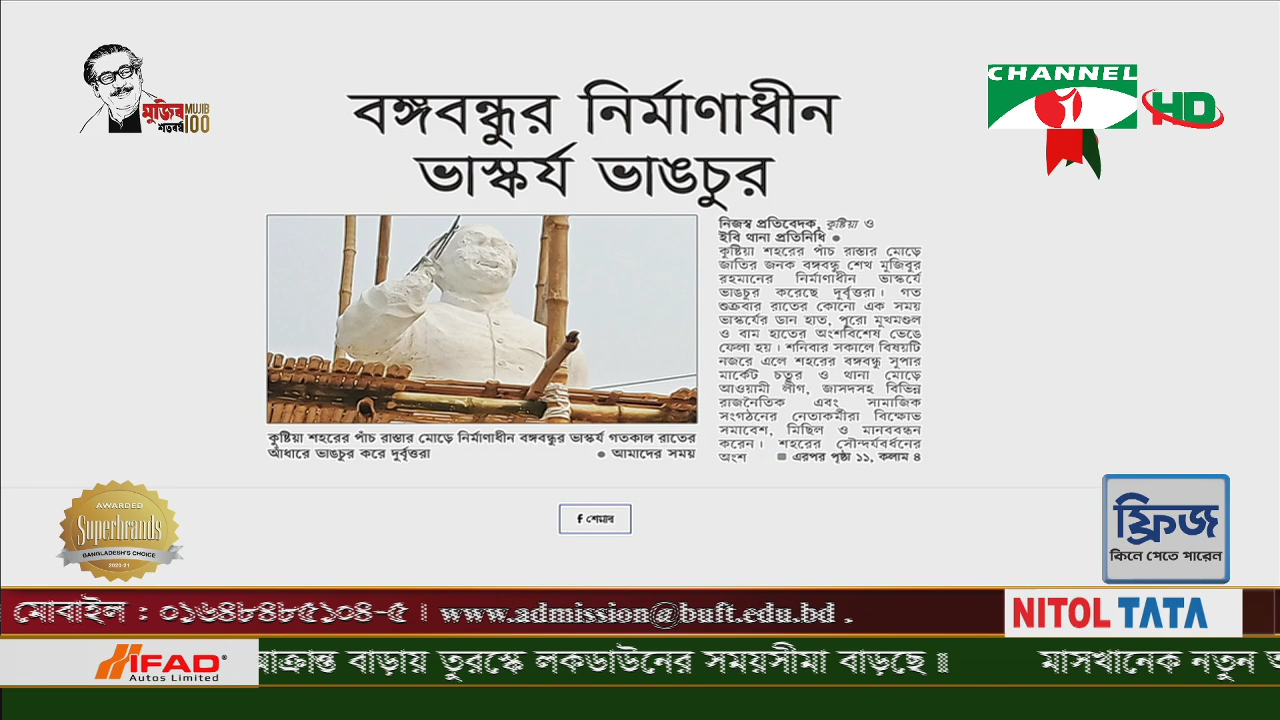 মুজিব MUJIB
শতবর্ষ 100
CHANNEL
HD
বঙ্গবন্ধুর নির্মাণাধীন
ভাস্কর্য ভাঙচুর
নিজস্ব প্রতিবেদক, কুষ্টিয়া ও
ইবি থানা প্রতিনিধি ●
কুষ্টিয়া শহরের পাঁচ রাস্তার মোড়ে
জাতির জনক বঙ্গবন্ধু শেখ মুজিবুর
রহমানের নির্মাণাধীন ভাস্কর্যে
ভাঙচুর করেছে দুর্বৃত্তরা। গত
শুক্রবার রাতের কোনো এক সময়
ভাস্কর্যের ডান হাত, পুরো মুখমণ্ডল
ও বাম হাতের অংশবিশেষ ভেঙে
ফেলা হয়। শনিবার সকালে বিষয়টি
নজরে এলে শহরের বঙ্গবন্ধু সুপার
মার্কেট চত্বর ও থানা মোড়ে
আওয়ামী লীগ, জাসদসহ বিভিন্ন
রাজনৈতিক এবং সামাজিক
সংগঠনের নেতাকর্মীরা বিক্ষোভ
সমাবেশ, মিছিল ও মানববন্ধন
করেন। শহরের সৌন্দর্যবর্ধনের
অংশ ■ এরপর পৃষ্ঠা ১১, কলাম ৪
কুষ্টিয়া শহরের পাঁচ রাস্তার মোড়ে নির্মাণাধীন বঙ্গবন্ধুর ভাস্কর্য গতকাল রাতের
আঁধারে ভাঙচুর করে দুর্বৃত্তরা ● আমাদের সময়
f শেয়ার
AWARDED
Superbrands
BANGLADESH'S CHOICE
2020-21
ফ্রিজ
কিনে পেতে পারেন
মোবাইল : ০১৬৪৮৪৮৫১০৪-৫ । www.admission@buft.edu.bd .
NITOL TATA
IFAD
Autos Limited
আক্রান্ত বাড়ায় তুরস্কে লকডাউনের সময়সীমা বাড়ছে ॥ মাসখানেক নতুন